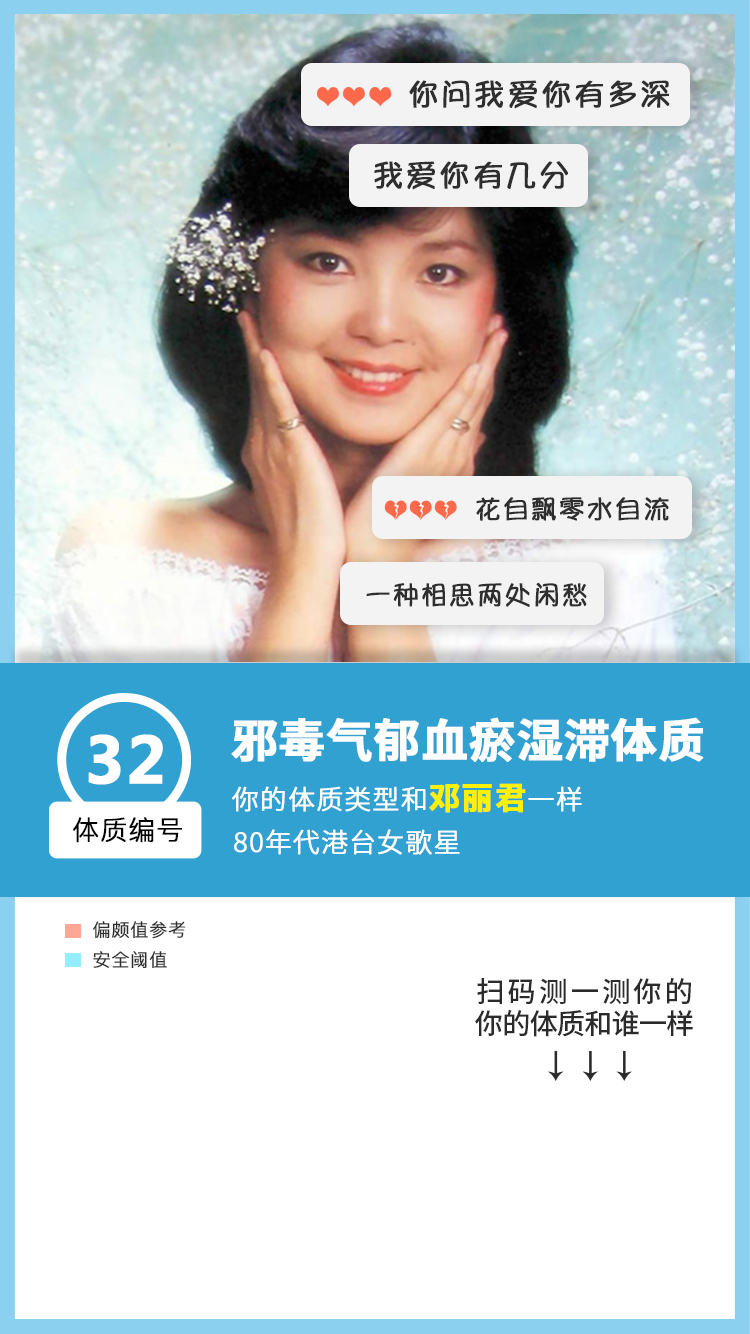 你问我爱你有多深
我爱你有几分
花自飘零水自流
一种相思两处闲愁
32
体质编号
邪毒气郁血瘀湿滞体质
你的体质类型和邓丽君一样
80年代港台女歌星
偏颇值参考
安全阈值
扫码测一测你的
你的体质和谁一样
↓ ↓ ↓